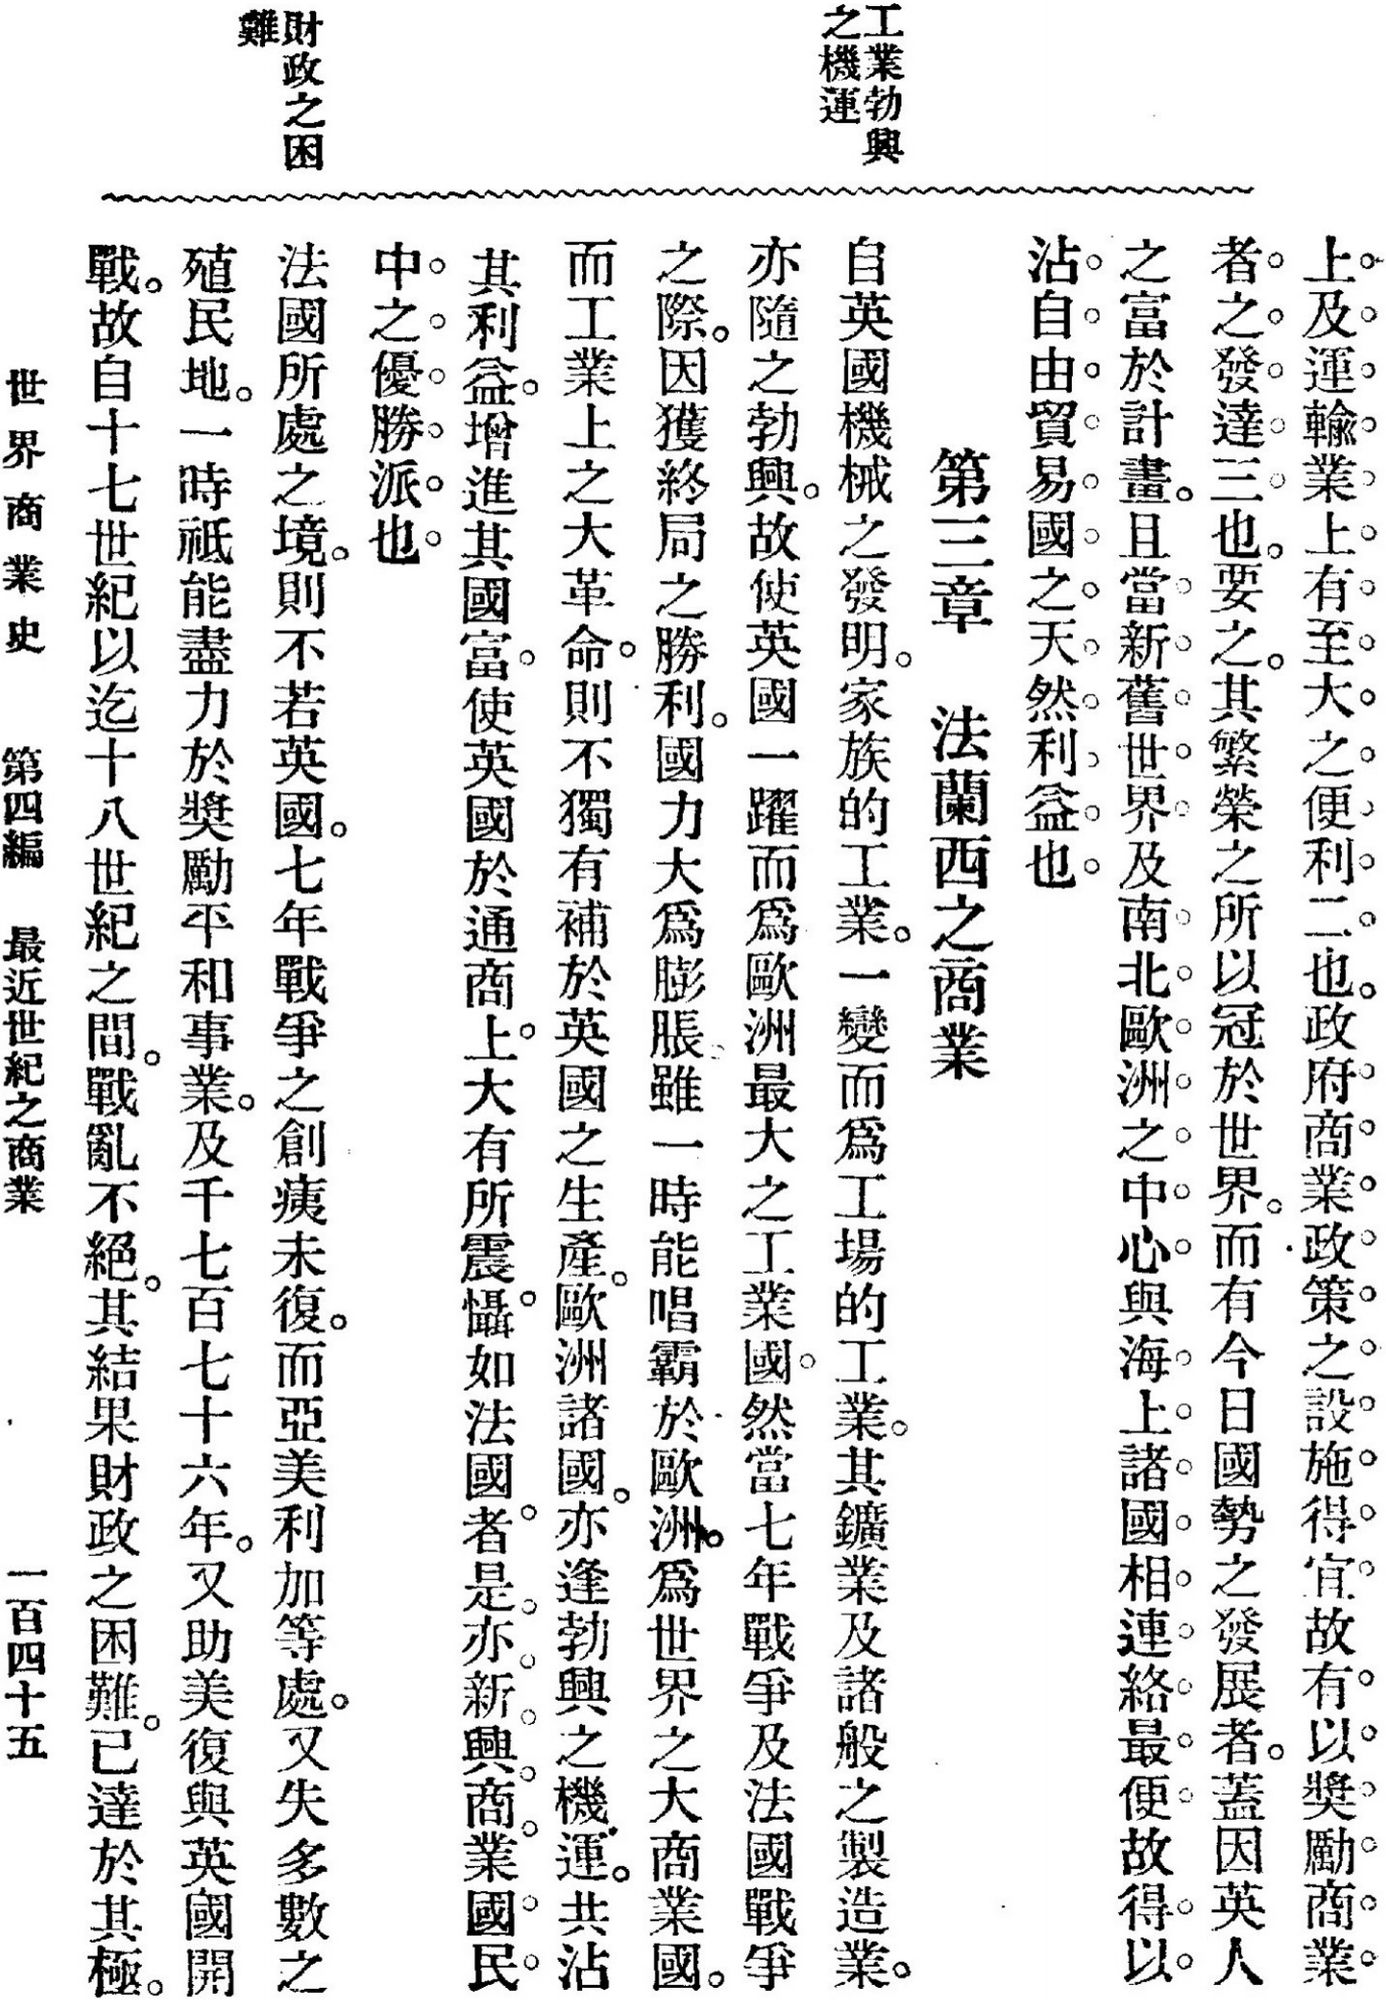 工業勃興
之機運
財政之困
難
上及運輸業上有至大之便利二也。政府商業政策之設施得宜故有以獎勵商業
者之發達三也。要之。其繁榮之所以冠於世界。而有今日國勢之發展者。蓋因英人
之富於計畫。且當新舊世界及南北歐洲之中心與海上諸國相連絡最便故得以
沾自由貿易國之天然利益也
第三章 法蘭西之商業
自英國機械之發明。家族的工業。一變而爲工場的工業。其鑛業及諸般之製造業。
亦隨之勃興。故使英國一躍而爲歐洲最大之工業國。然當七年戰爭及法國戰爭
之際。因獲終局之勝利。國力大爲膨脹。雖一時能唱霸於歐洲。爲世界之大商業國。
而工業上之大革命。則不獨有補於英國之生產。歐洲諸國。亦逢勃興之機運。共沾
其利益。增進其國富。使英國於通商上。大有所震懾。如法國者。是亦新興商業國民
中之優勝派也
法國所處之境。則不若英國。七年戰爭之創痍未復。而亞美利加等處。又失多數之
殖民地。一時祗能盡力於獎勵平和事業。及千七百七十六年。又助美復與英國開
戰。故自十七世紀以迄十八世紀之間。戰亂不絕。其結果財政之困難。已達於其極。
世界商業史 第四編 最近世紀之商業 一百四十五